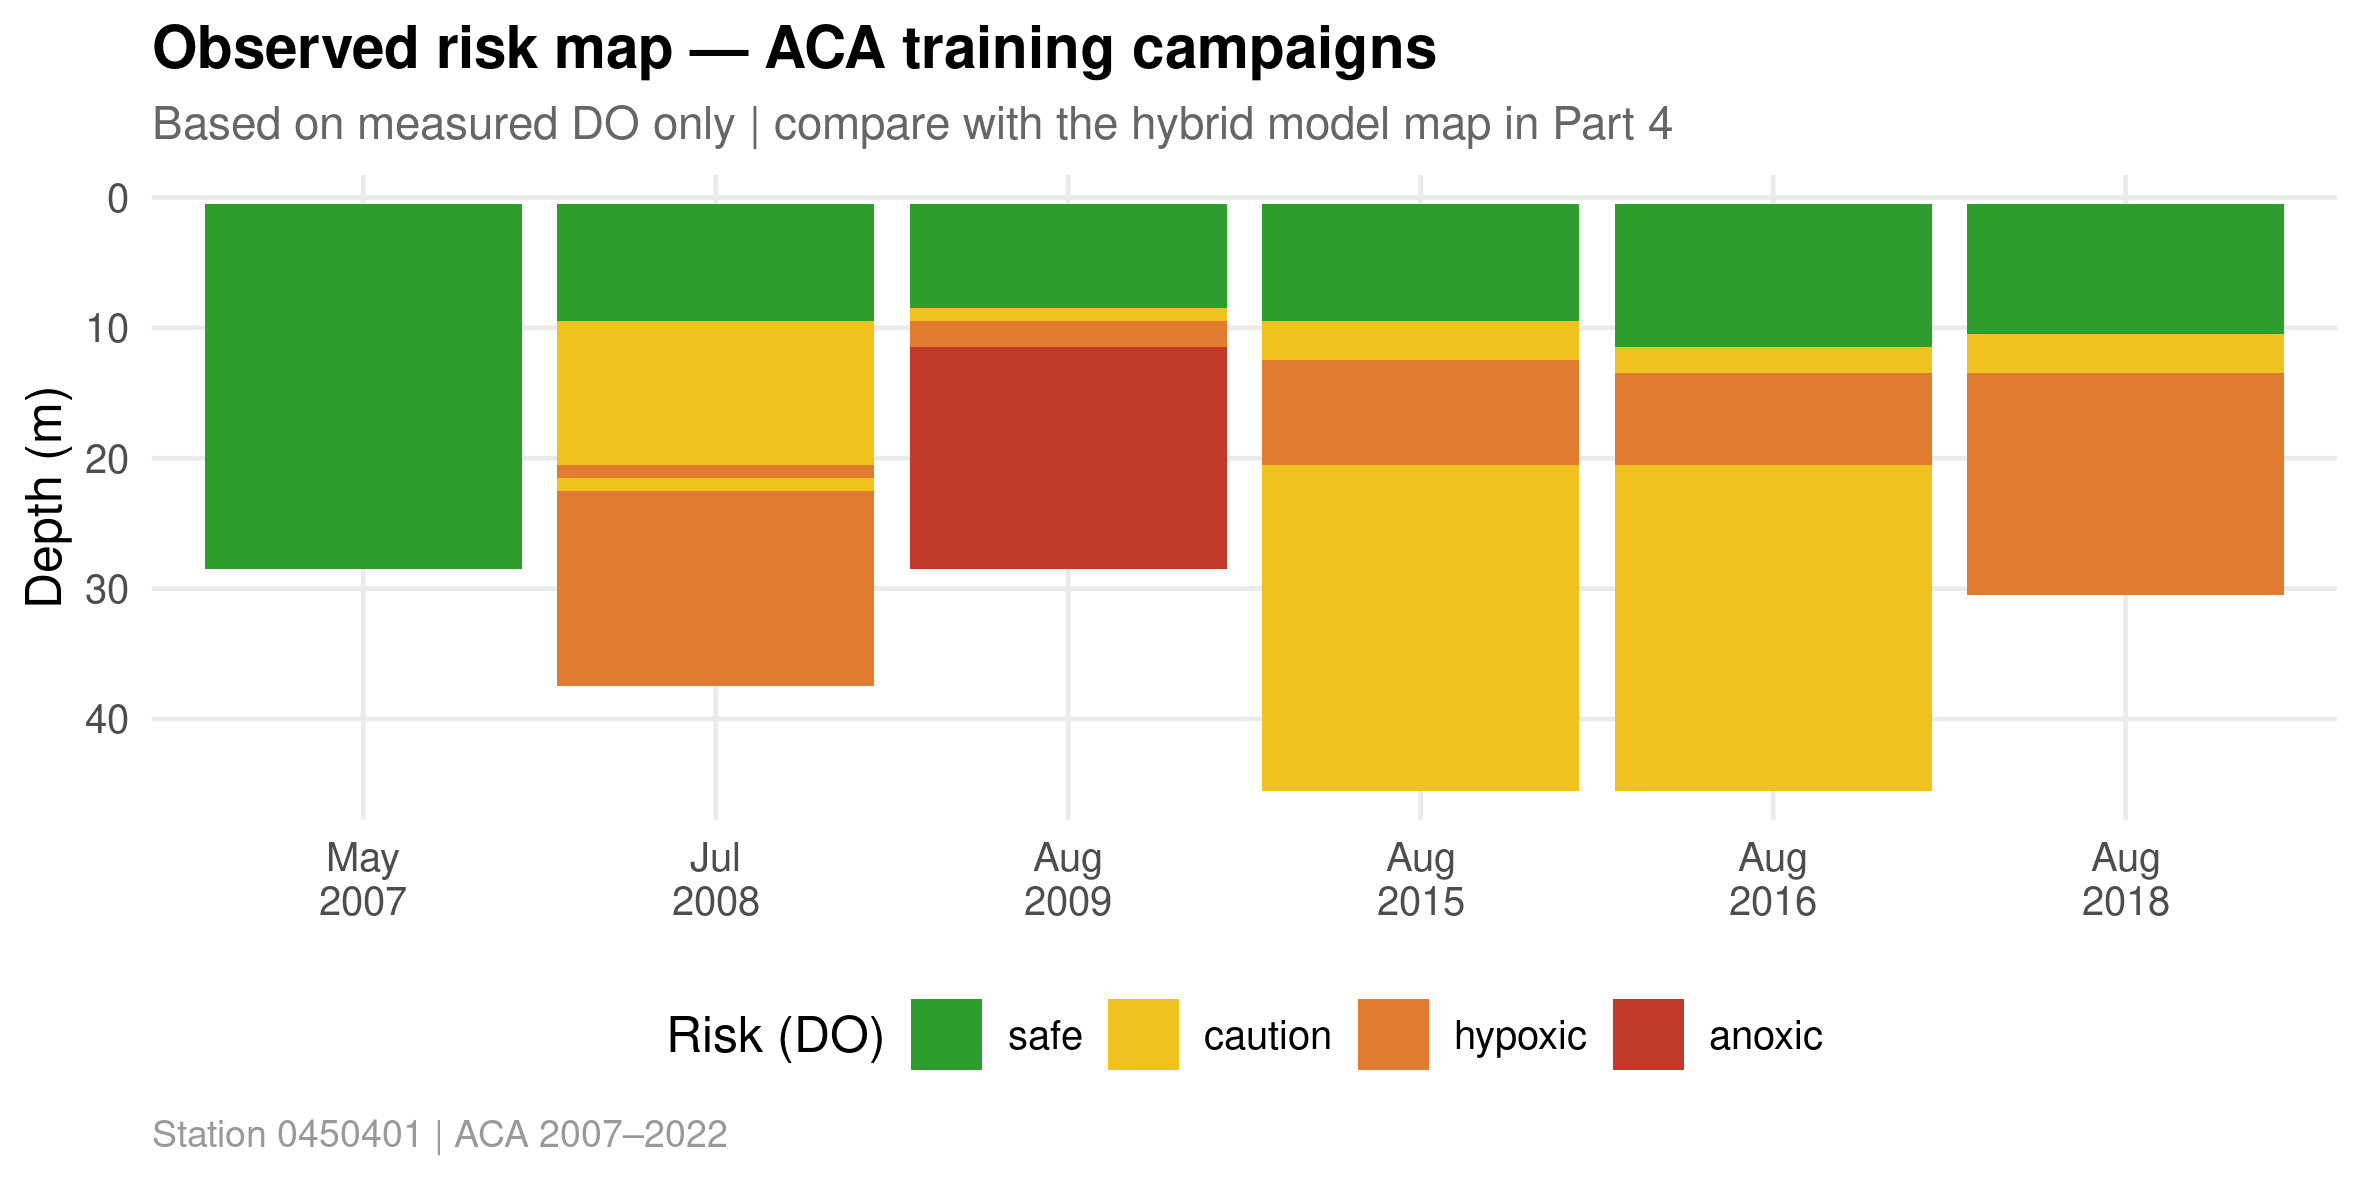 Observed risk map — ACA training campaigns
Based on measured DO only | compare with the hybrid model map in Part 4
Depth (m)
0
10
20
30
40
May
2007
Jul
2008
Aug
2009
Aug
2015
Aug
2016
Aug
2018
Risk (DO)
safe
caution
hypoxic
anoxic
Station 0450401 | ACA 2007–2022